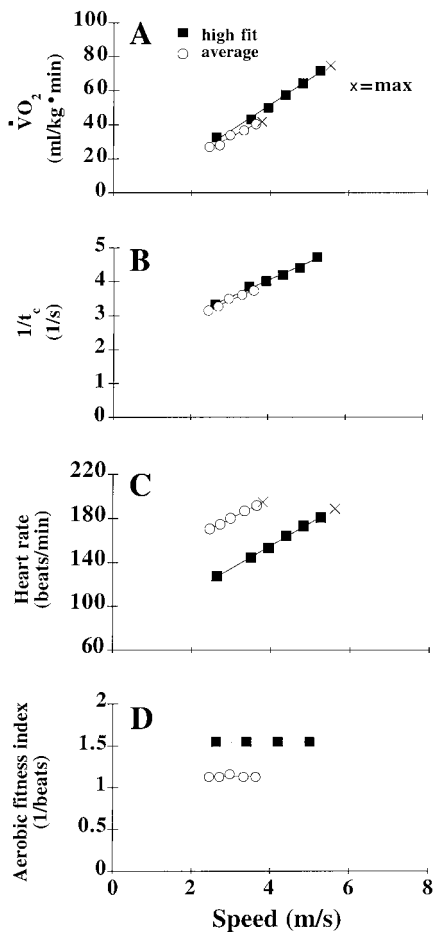 A
■ high fit
○ average
×=max
V̇O2
(ml/kg•min)
100
80
60
40
20
0
B
1/tc
(1/s)
5
4
3
2
1
0
C
Heart rate
(beats/min)
220
180
140
100
60
D
Aerobic fitness index
(1/beats)
2
1.5
1
0.5
0
0 2 4 6 8
Speed (m/s)